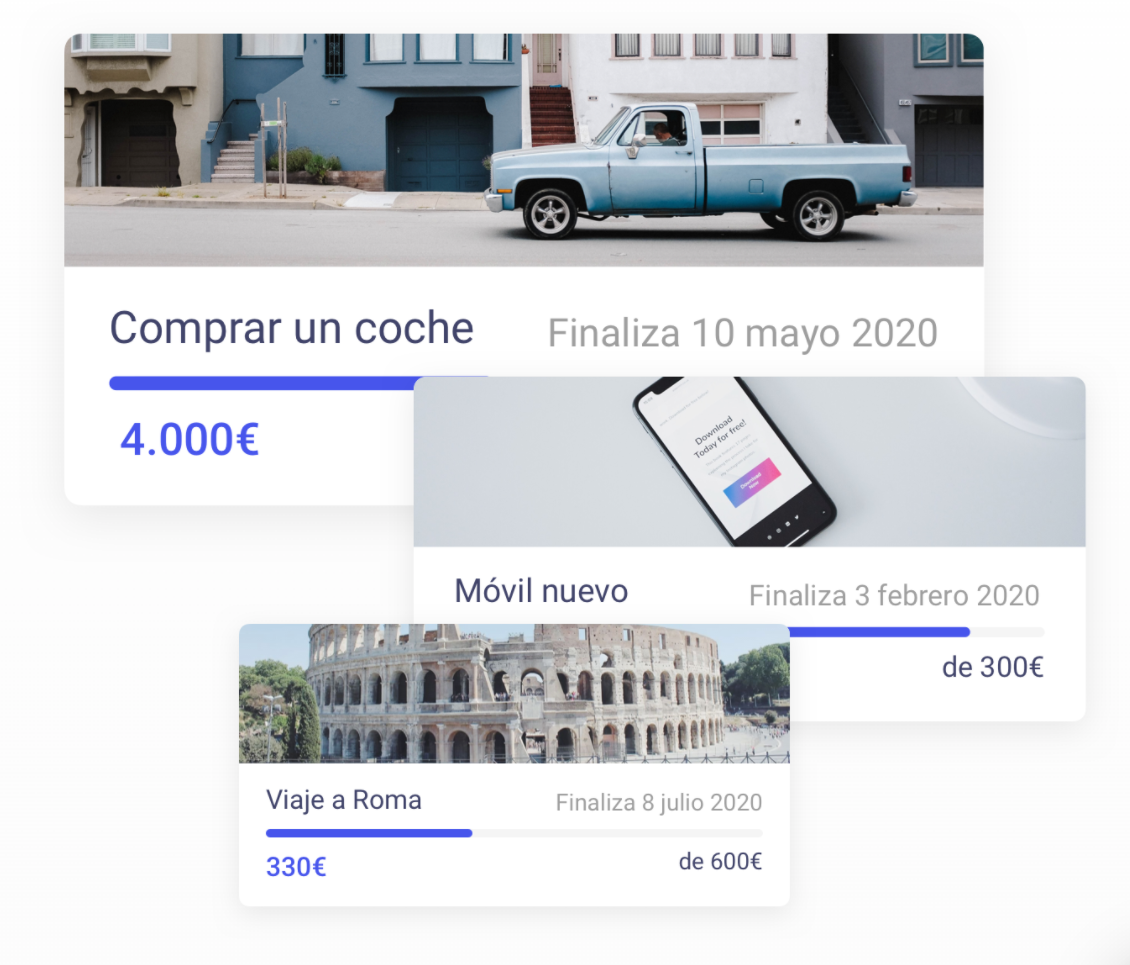 Comprar un coche
Finaliza 10 mayo 2020
4.000€
Download
Today for free!
Download
now
Móvil nuevo
Finaliza 3 febrero 2020
de 300€
Viaje a Roma
Finaliza 8 julio 2020
330€
de 600€